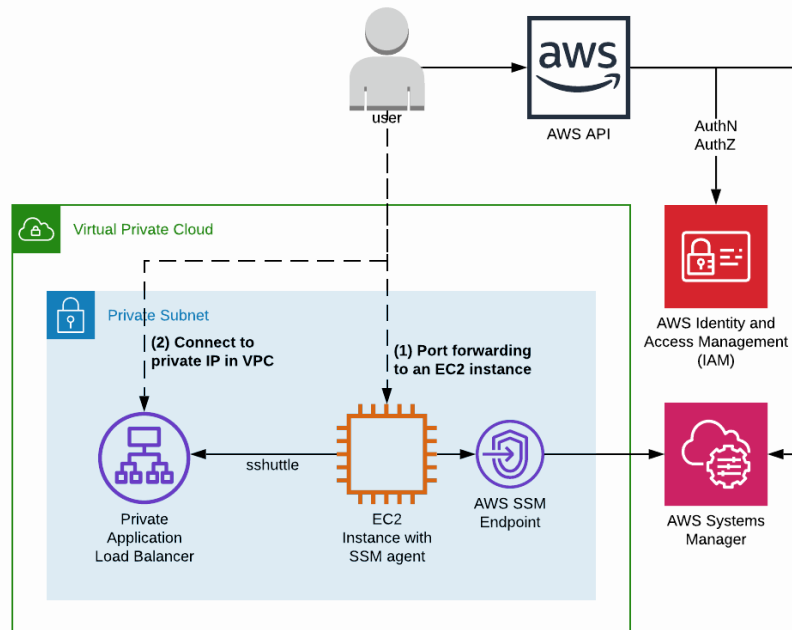 aws
user
AWS API
AuthN
AuthZ
Virtual Private Cloud
Private Subnet
(2) Connect to
private IP in VPC
(1) Port forwarding
to an EC2 instance
AWS Identity and
Access Management
(IAM)
sshuttle
Private
Application
Load Balancer
EC2
Instance with
SSM agent
AWS SSM
Endpoint
AWS Systems
Manager